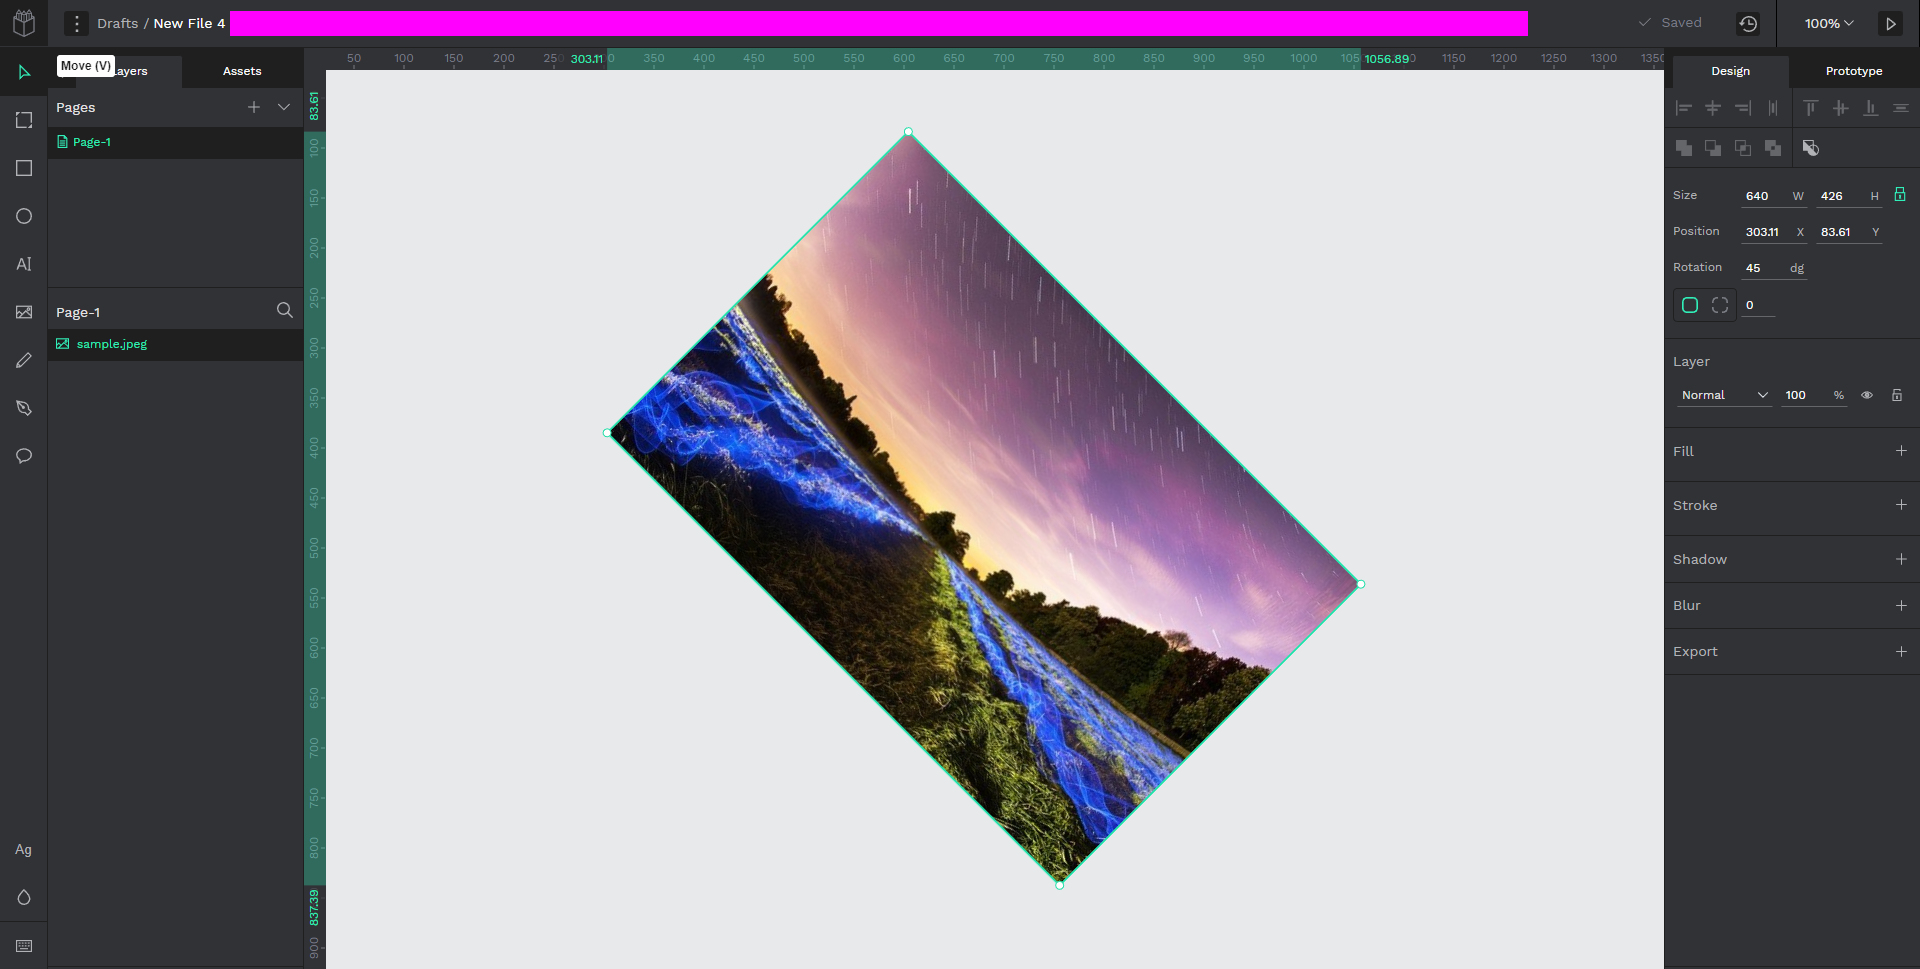 Drafts / New File 4
Saved
100%
Move (V)
Layers
Assets
Pages
Page-1
Page-1
sample.jpeg
Ag
50 100 150 200 250 303.11 400 450 500 550 600 650 700 750 800 850 900 950 1000 1050 1056.89 1150 1200 1250 1300 1350
83.61 100 150 200 250 300 350 400 450 500 550 600 650 700 750 800 837.39 900
Design
Prototype
Size 640 W 426 H
Position 303.11 X 83.61 Y
Rotation 45 dg
0
Layer
Normal 100 %
Fill
Stroke
Shadow
Blur
Export